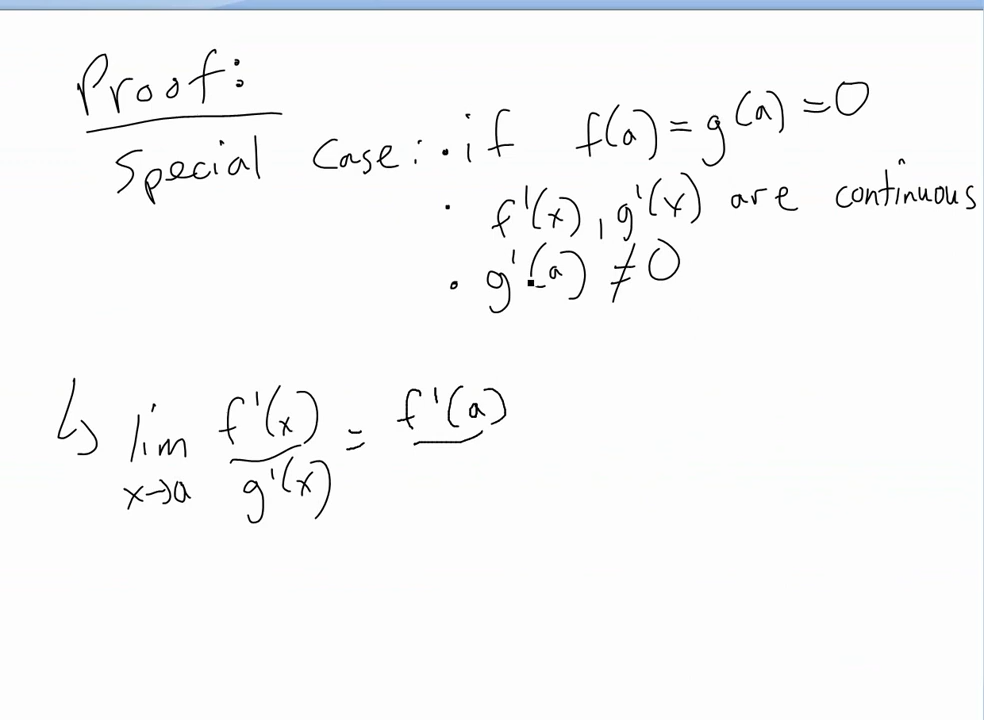 Proof:
Special Case: · if f(a) = g(a) = 0
· f'(x), g'(x) are continuous
· g'(a) ≠ 0
↳ lim x→a f'(x)/g'(x) = f'(a)